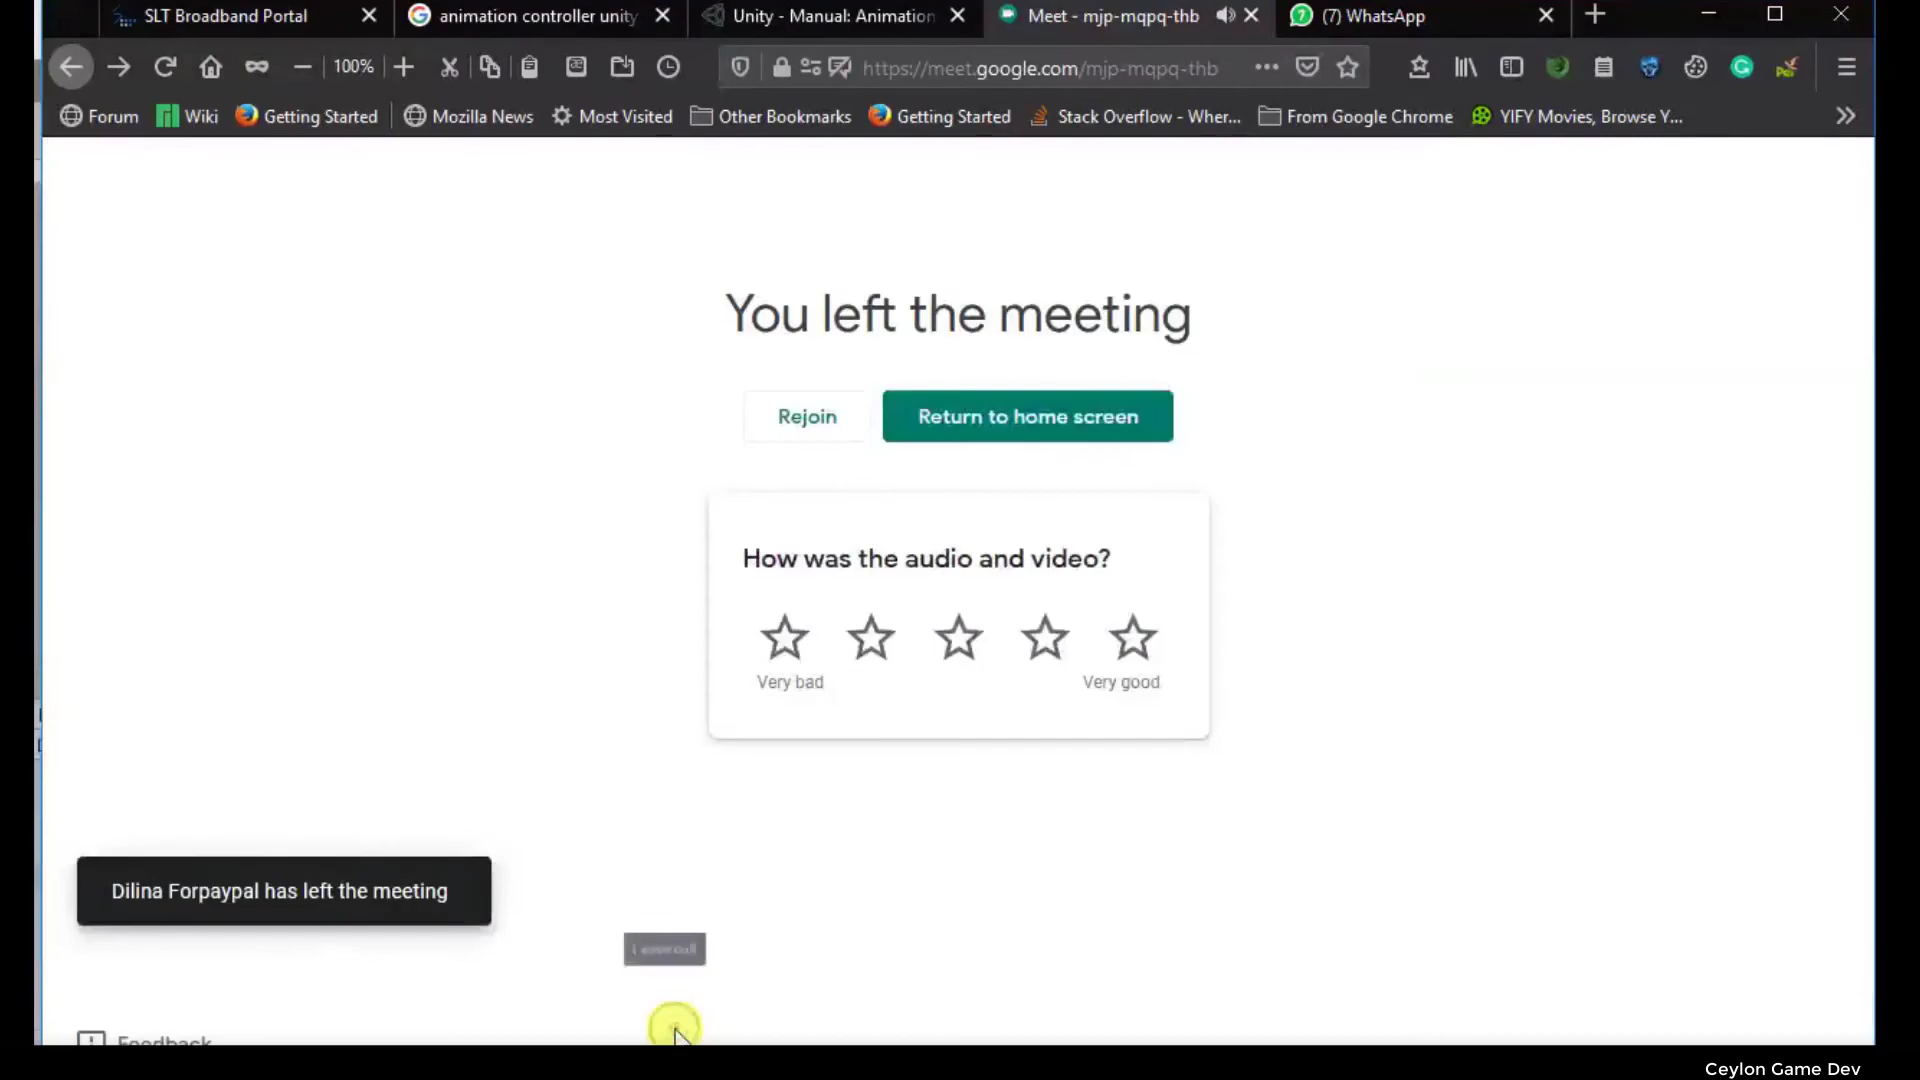 SLT Broadband Portal
animation controller unity
Unity - Manual: Animation
Meet - mjp-mqpq-thb
(7) WhatsApp
100%
https://meet.google.com/mjp-mqpq-thb
Forum
Wiki
Getting Started
Mozilla News
Most Visited
Other Bookmarks
Getting Started
Stack Overflow - Wher...
From Google Chrome
YIFY Movies, Browse Y...
You left the meeting
Rejoin
Return to home screen
How was the audio and video?
Very bad
Very good
Dilina Forpaypal has left the meeting
Leave call
Feedback
Ceylon Game Dev